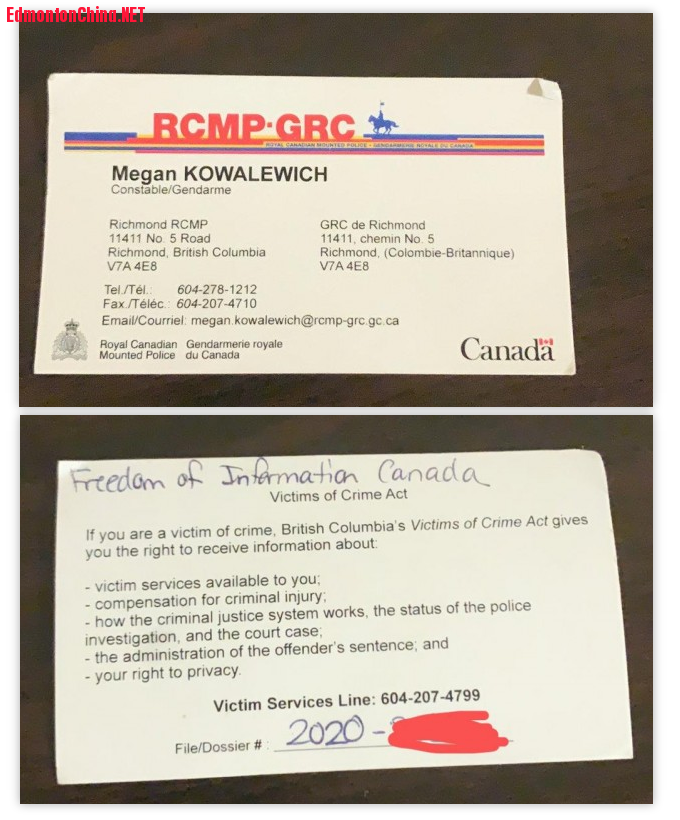 EdmontonChina.NET
RCMP·GRC
ROYAL CANADIAN MOUNTED POLICE • GENDARMERIE ROYALE DU CANADA
Megan KOWALEWICH
Constable/Gendarme
Richmond RCMP
11411 No. 5 Road
Richmond, British Columbia
V7A 4E8
GRC de Richmond
11411, chemin No. 5
Richmond, (Colombie-Britannique)
V7A 4E8
Tel./Tél.: 604-278-1212
Fax./Téléc.: 604-207-4710
Email/Courriel: megan.kowalewich@rcmp-grc.gc.ca
Royal Canadian
Mounted Police
Gendarmerie royale
du Canada
Canada
Freedom of Information Canada
Victims of Crime Act
If you are a victim of crime, British Columbia's Victims of Crime Act gives
you the right to receive information about:
- victim services available to you;
- compensation for criminal injury;
- how the criminal justice system works, the status of the police
investigation, and the court case;
- the administration of the offender's sentence; and
- your right to privacy.
Victim Services Line: 604-207-4799
File/Dossier # : 2020 -